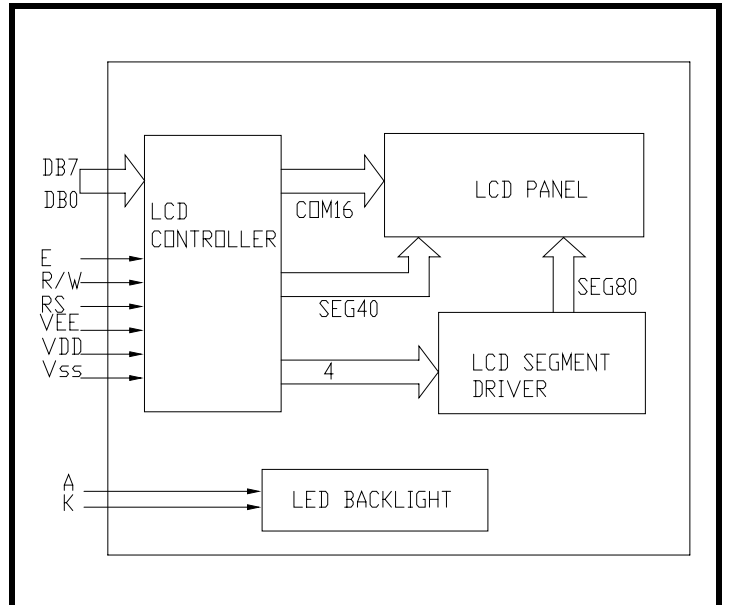 DB7
DB0
LCD
CONTROLLER
COM16
LCD PANEL
E
R/W
RS
VEE
VDD
Vss
SEG40
SEG80
4
LCD SEGMENT
DRIVER
A
K
LED BACKLIGHT